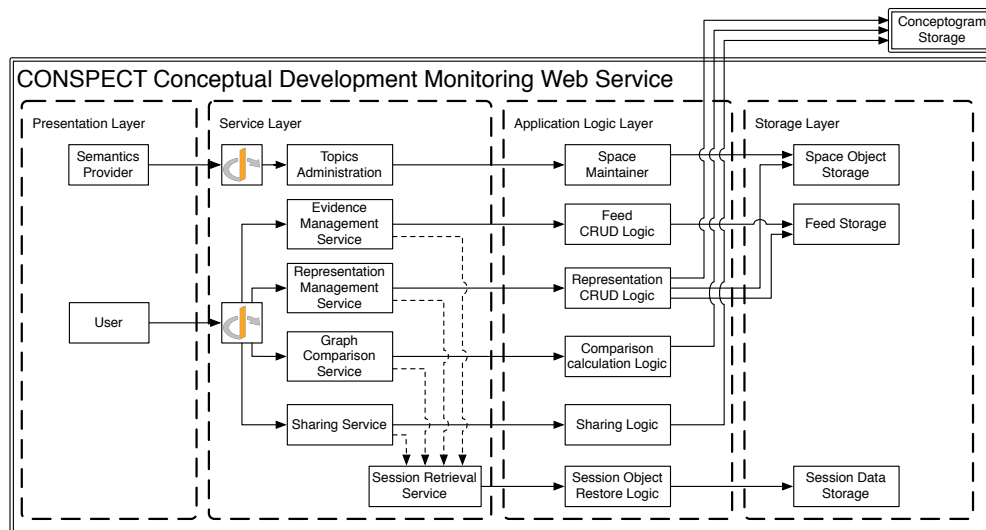 Conceptogram
Storage
CONSPECT Conceptual Development Monitoring Web Service
Presentation Layer
Service Layer
Application Logic Layer
Storage Layer
Semantics
Provider
Topics
Administration
Space
Maintainer
Space Object
Storage
Evidence
Management
Service
Feed
CRUD Logic
Feed Storage
Representation
Management
Service
Representation
CRUD Logic
User
Graph
Comparison
Service
Comparison
calculation Logic
Sharing Service
Sharing Logic
Session Retrieval
Service
Session Object
Restore Logic
Session Data
Storage